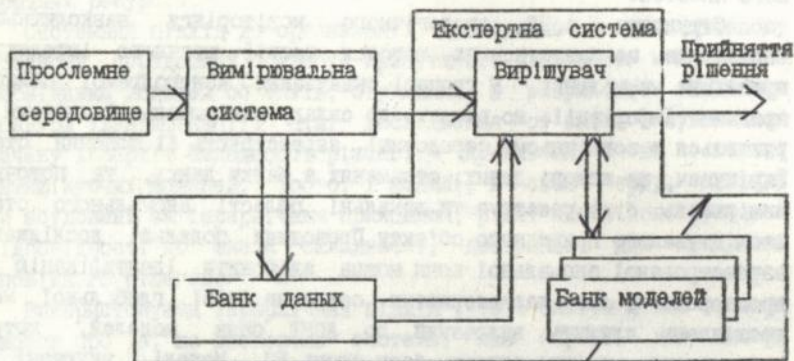 Експертна система
Прийняття
рішення
Проблемне
середовище
Вимірювальна
система
Вирішувач
Банк даных
Банк моделей